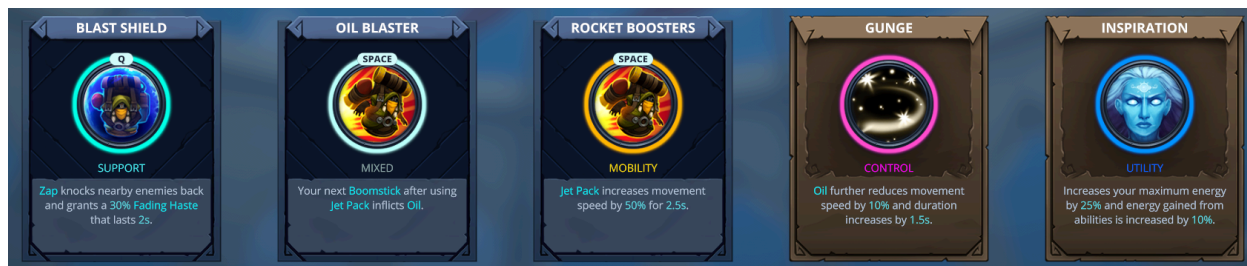 BLAST SHIELD
Q
SUPPORT
Zap knocks nearby enemies back
and grants a 30% Fading Haste
that lasts 2s.
OIL BLASTER
SPACE
MIXED
Your next Boomstick after using
Jet Pack inflicts Oil.
ROCKET BOOSTERS
SPACE
MOBILITY
Jet Pack increases movement
speed by 50% for 2.5s.
GUNGE
CONTROL
Oil further reduces movement
speed by 10% and duration
increases by 1.5s.
INSPIRATION
UTILITY
Increases your maximum energy
by 25% and energy gained from
abilities is increased by 10%.